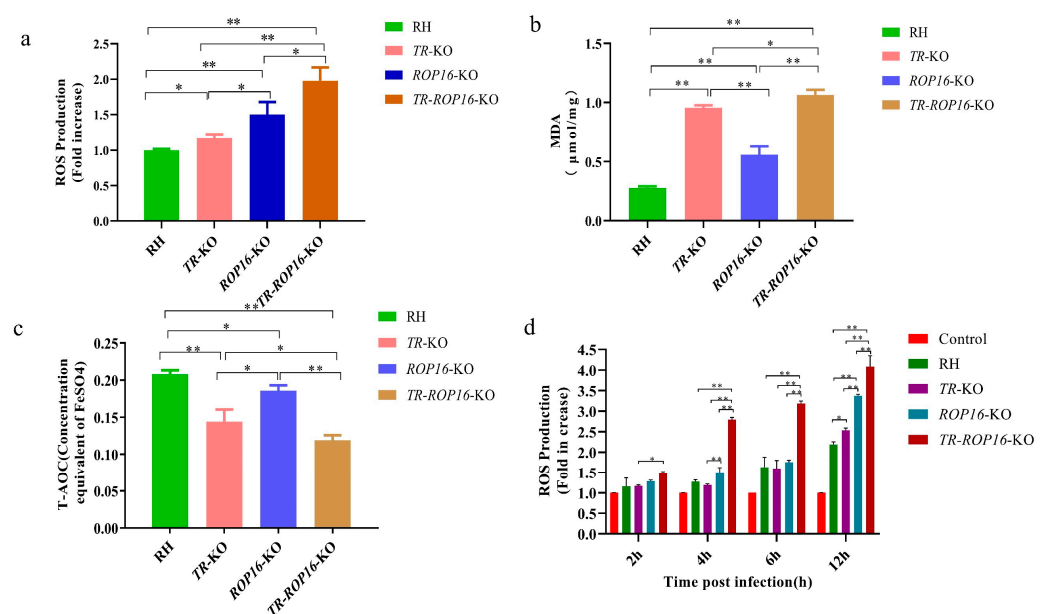 a
ROS Production
(Fold increase)
2.5
2.0
1.5
1.0
0.5
0.0
**
**
**
*
*
*
RH
TR-KO
ROP16-KO
TR-ROP16-KO
RH
TR-KO
ROP16-KO
TR-ROP16-KO
b
MDA
( μmol/mg)
1.5
1.0
0.5
0.0
**
*
**
**
**
**
RH
TR-KO
ROP16-KO
TR-ROP16-KO
RH
TR-KO
ROP16-KO
TR-ROP16-KO
c
T-AOC(Concentration
equivalent of FeSO4)
0.25
0.20
0.15
0.10
0.05
0.00
**
*
**
*
*
**
RH
TR-KO
ROP16-KO
TR-ROP16-KO
RH
TR-KO
ROP16-KO
TR-ROP16-KO
d
ROS Production
(Fold in crease)
4.5
4.0
3.5
3.0
2.5
2.0
1.5
1.0
0.5
0.0
*
**
**
**
**
**
**
**
**
**
**
**
**
*
2h
4h
6h
12h
Time post infection(h)
Control
RH
TR-KO
ROP16-KO
TR-ROP16-KO